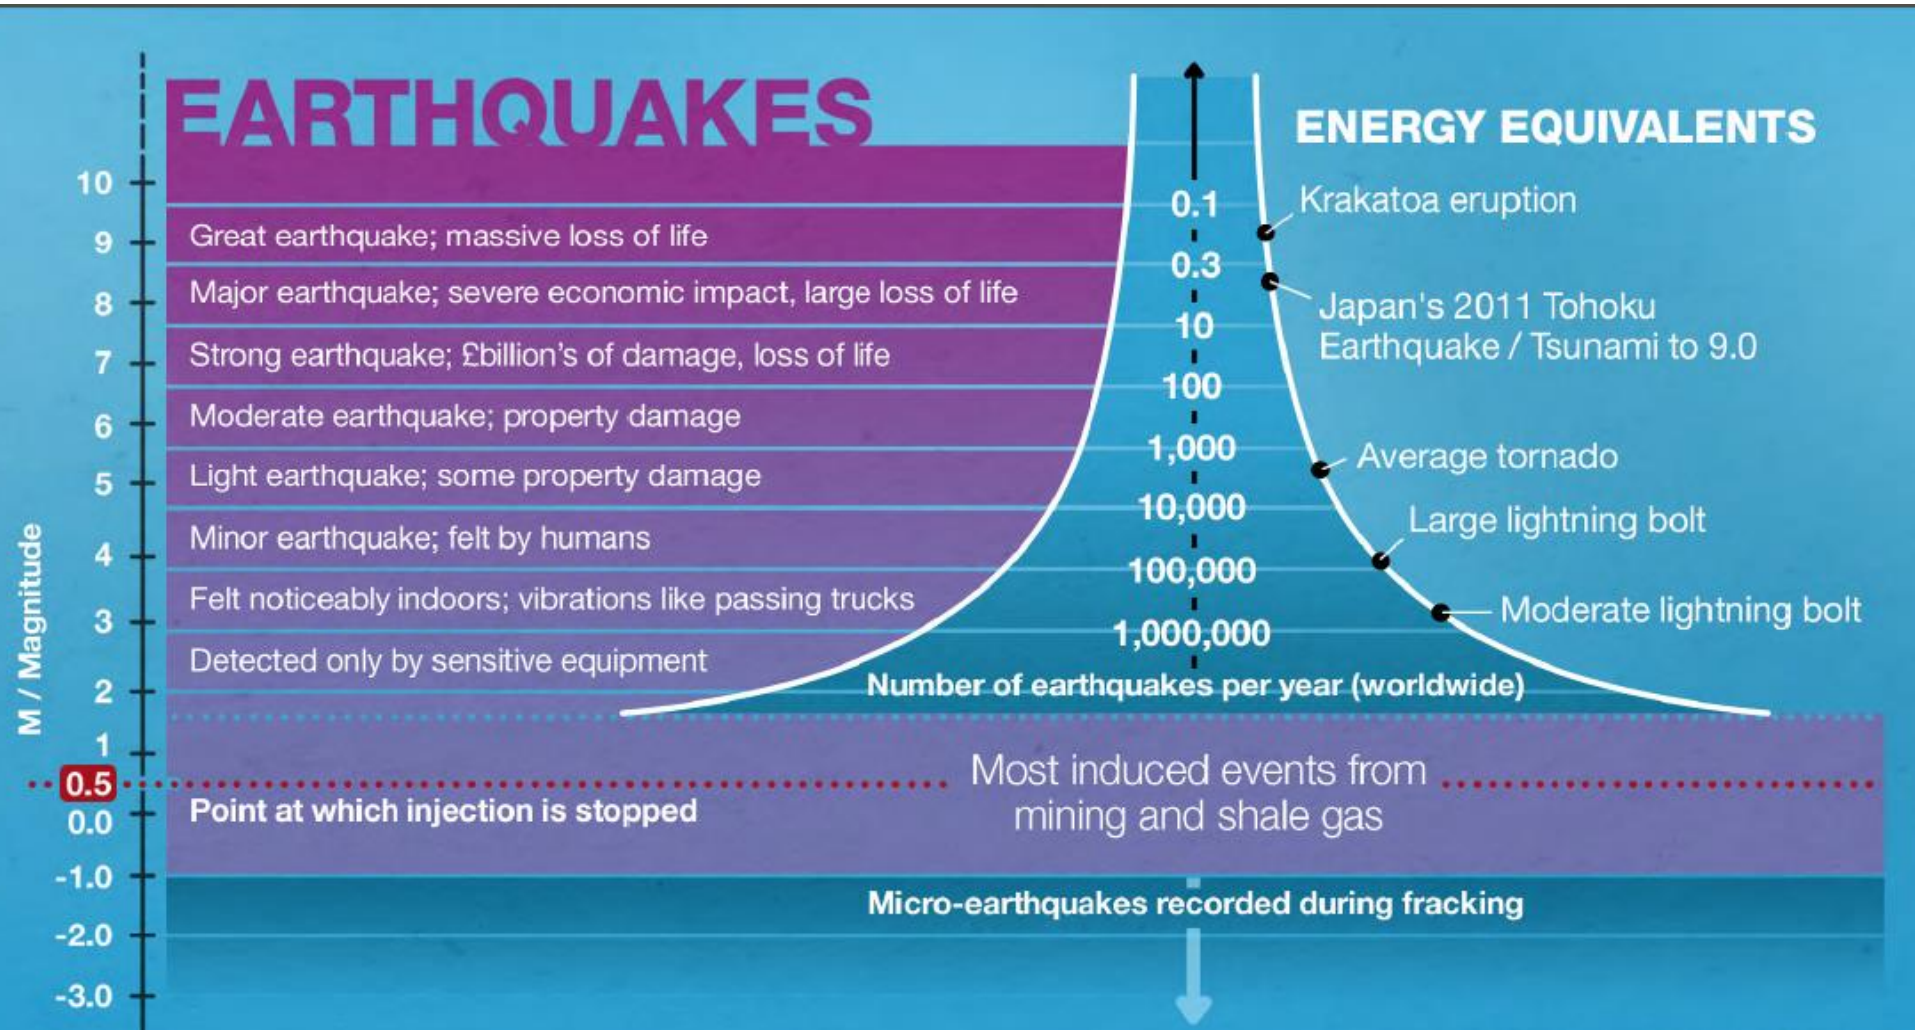 EARTHQUAKES
ENERGY EQUIVALENTS
M / Magnitude
10
9
8
7
6
5
4
3
2
1
0.5
0.0
-1.0
-2.0
-3.0
Great earthquake; massive loss of life
Major earthquake; severe economic impact, large loss of life
Strong earthquake; £billion's of damage, loss of life
Moderate earthquake; property damage
Light earthquake; some property damage
Minor earthquake; felt by humans
Felt noticeably indoors; vibrations like passing trucks
Detected only by sensitive equipment
0.1
0.3
10
100
1,000
10,000
100,000
1,000,000
Number of earthquakes per year (worldwide)
Krakatoa eruption
Japan's 2011 Tohoku
Earthquake / Tsunami to 9.0
Average tornado
Large lightning bolt
Moderate lightning bolt
Most induced events from
mining and shale gas
Point at which injection is stopped
Micro-earthquakes recorded during fracking